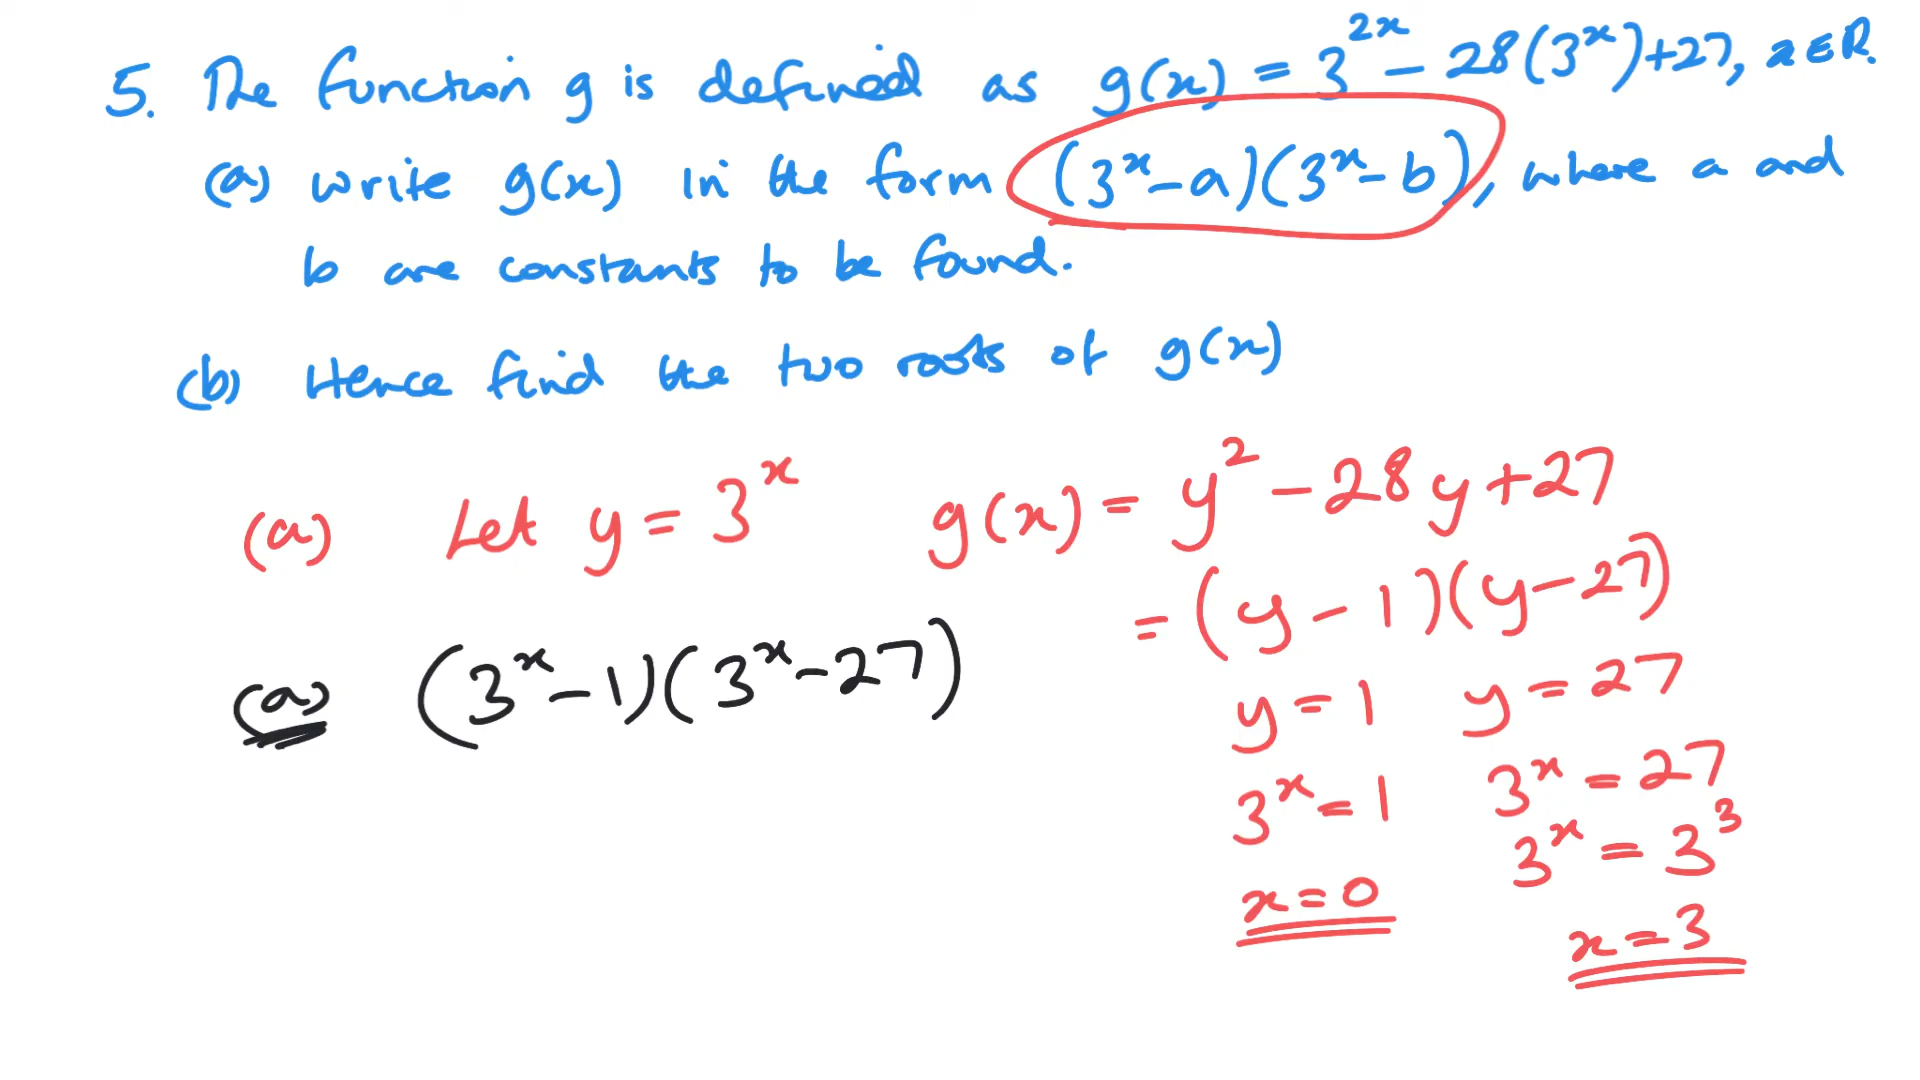 5. The function g is defined as g(x) = 3^{2x} - 28(3^x) + 27, x ∈ R.
(a) write g(x) in the form (3^x - a)(3^x - b), where a and
b are constants to be found.
(b) Hence find the two roots of g(x)
(a) Let y = 3^x g(x) = y^2 - 28y + 27
= (y - 1)(y - 27)
(a) (3^x - 1)(3^x - 27)
y = 1 y = 27
3^x = 1 3^x = 27
3^x = 3^3
x = 0
x = 3